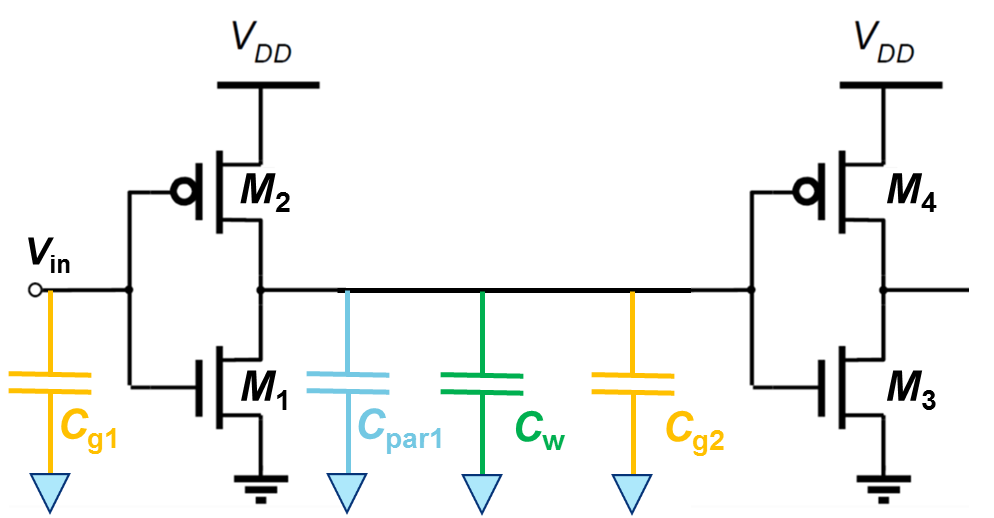 VDD
VDD
M2
M4
Vin
M1
M3
Cg1
Cpar1
Cw
Cg2